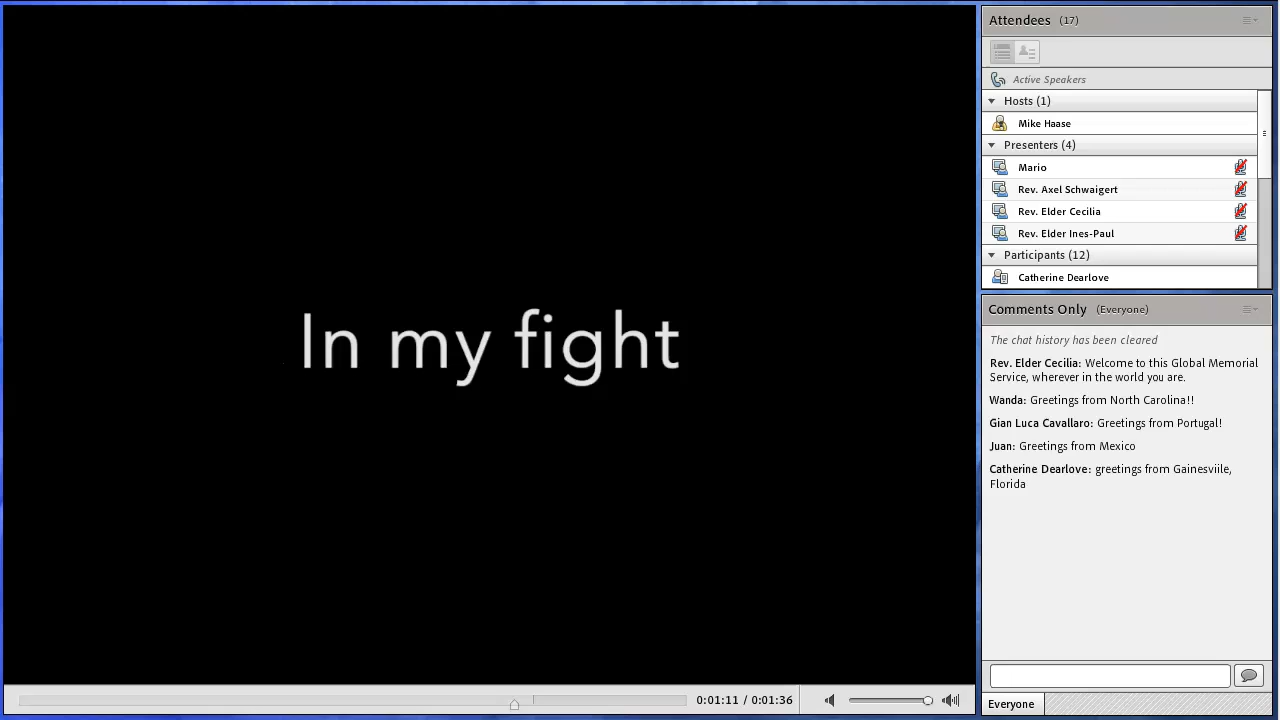 In my fight
0:01:11 / 0:01:36
Attendees (17)
Active Speakers
Hosts (1)
Mike Haase
Presenters (4)
Mario
Rev. Axel Schwaigert
Rev. Elder Cecilia
Rev. Elder Ines-Paul
Participants (12)
Catherine Dearlove
Comments Only (Everyone)
The chat history has been cleared
Rev. Elder Cecilia: Welcome to this Global Memorial
Service, wherever in the world you are.
Wanda: Greetings from North Carolina!!
Gian Luca Cavallaro: Greetings from Portugal!
Juan: Greetings from Mexico
Catherine Dearlove: greetings from Gainesviile,
Florida
Everyone